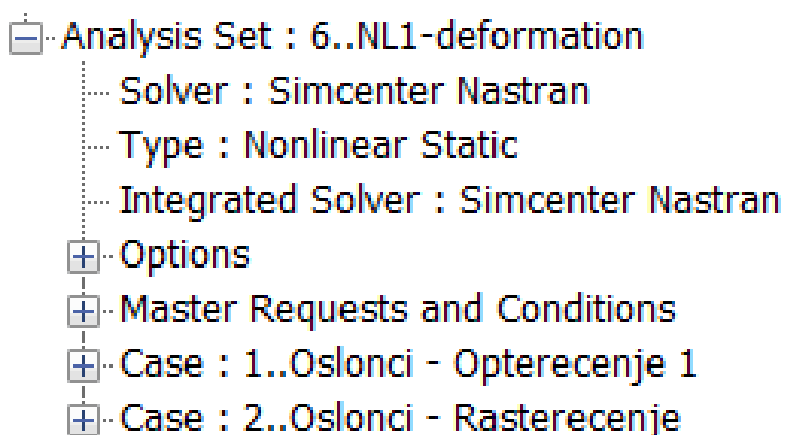 Analysis Set : 6..NL1-deformation
Solver : Simcenter Nastran
Type : Nonlinear Static
Integrated Solver : Simcenter Nastran
Options
Master Requests and Conditions
Case : 1..Oslonci - Opterecenje 1
Case : 2..Oslonci - Rasterecenje